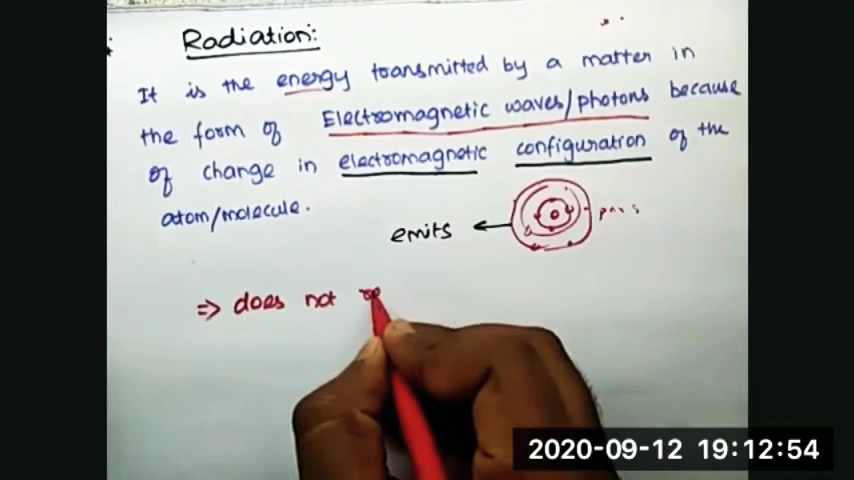 Radiation:
It is the energy transmitted by a matter in
the form of Electromagnetic waves/photons because
of change in electromagnetic configuration of the
atom/molecule.
emits
⇒ does not
2020-09-12 19:12:54